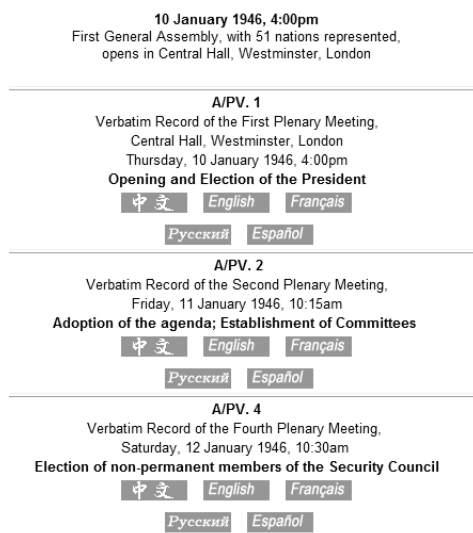 10 January 1946, 4:00pm
First General Assembly, with 51 nations represented,
opens in Central Hall, Westminster, London
A/PV. 1
Verbatim Record of the First Plenary Meeting,
Central Hall, Westminster, London
Thursday, 10 January 1946, 4:00pm
Opening and Election of the President
中文 English Français
Русский Español
A/PV. 2
Verbatim Record of the Second Plenary Meeting,
Friday, 11 January 1946, 10:15am
Adoption of the agenda; Establishment of Committees
中文 English Français
Русский Español
A/PV. 4
Verbatim Record of the Fourth Plenary Meeting,
Saturday, 12 January 1946, 10:30am
Election of non-permanent members of the Security Council
中文 English Français
Русский Español